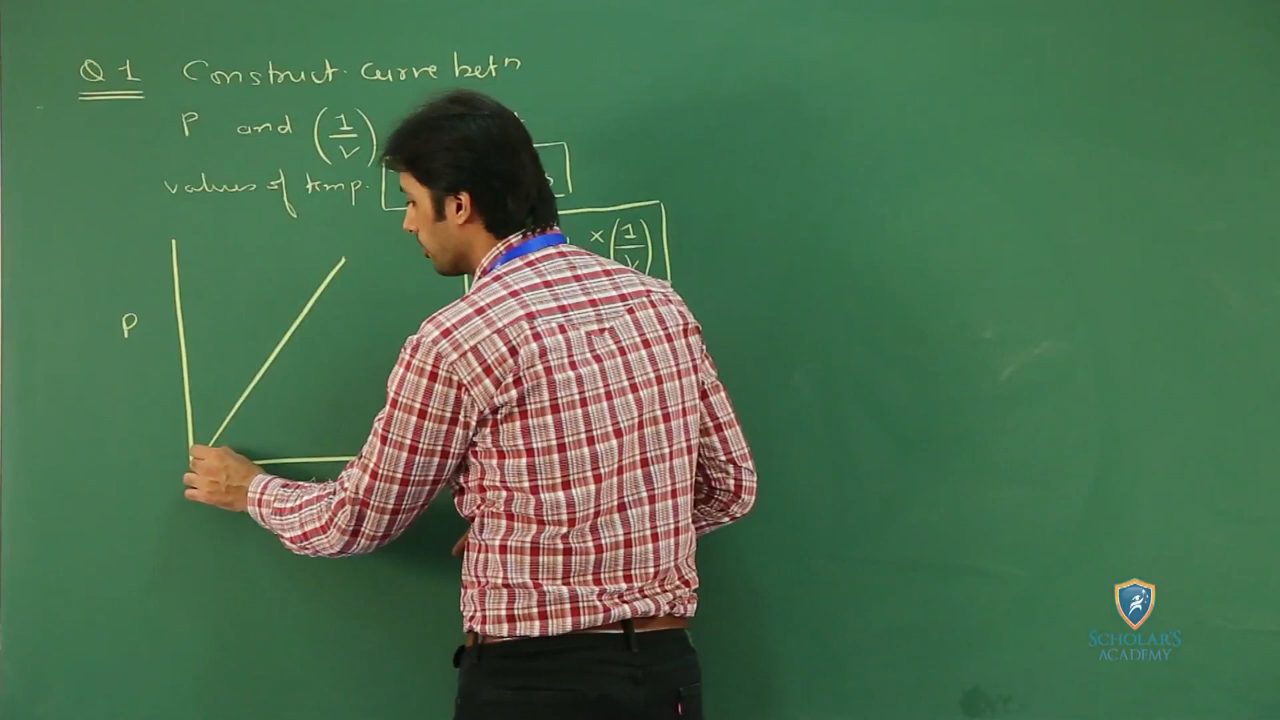 Q 1 Construct curve betn
P and (1/V)
values of temp.
× (1/V)
P
SCHOLAR'S
ACADEMY